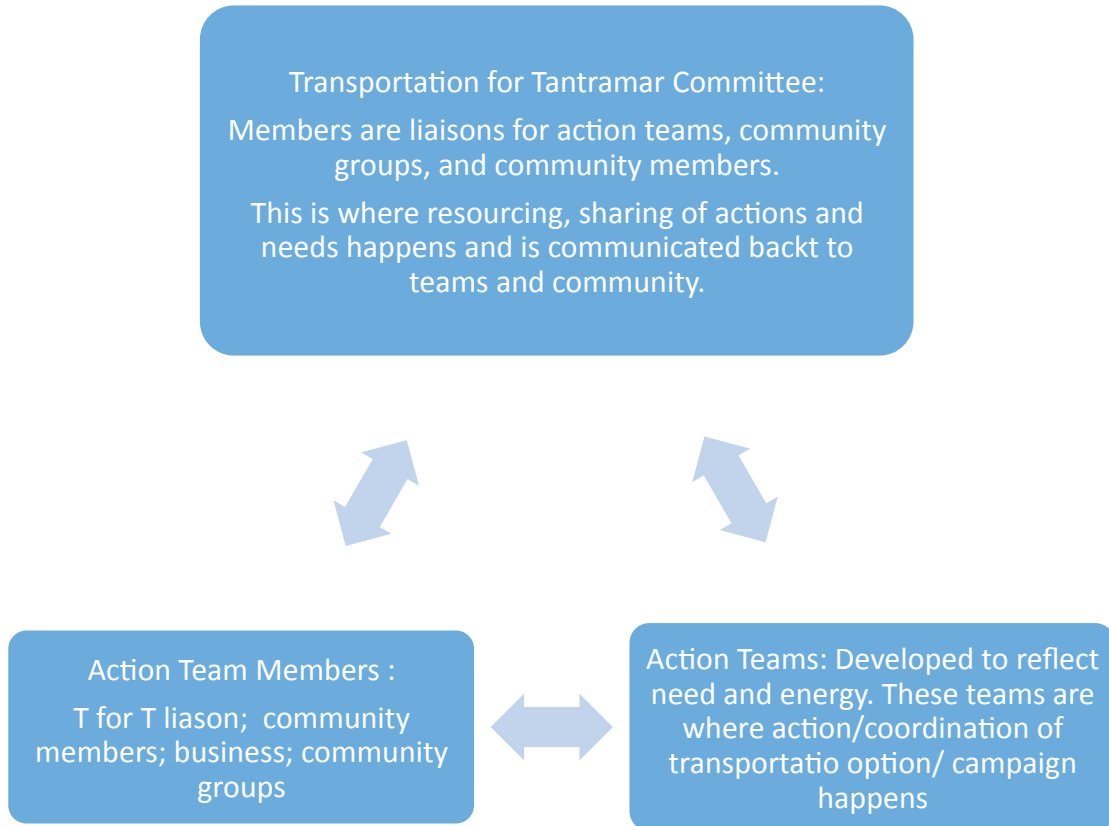 Transportation for Tantramar Committee:
Members are liaisons for action teams, community
groups, and community members.
This is where resourcing, sharing of actions and
needs happens and is communicated backt to
teams and community.
Action Team Members :
T for T liason;  community
members; business; community
groups
Action Teams: Developed to reflect
need and energy. These teams are
where action/coordination of
transportatio option/ campaign
happens